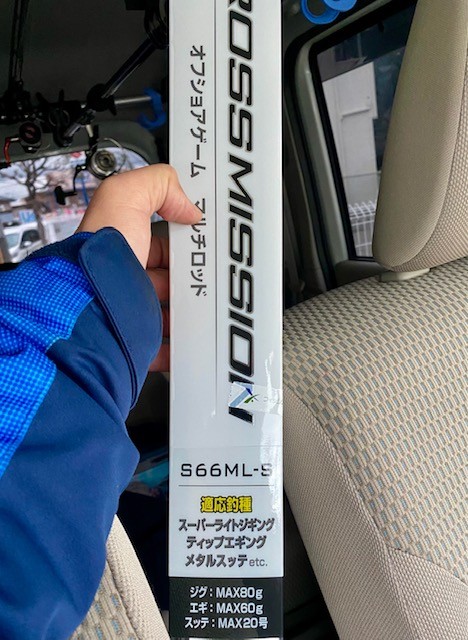 ROSSMISSION
オフショアゲーム マルチロッド
S66ML-S
適応釣種
スーパーライトジギング
ティップエギング
メタルスッテetc.
ジグ：MAX80g
エギ：MAX60g
スッテ：MAX20号